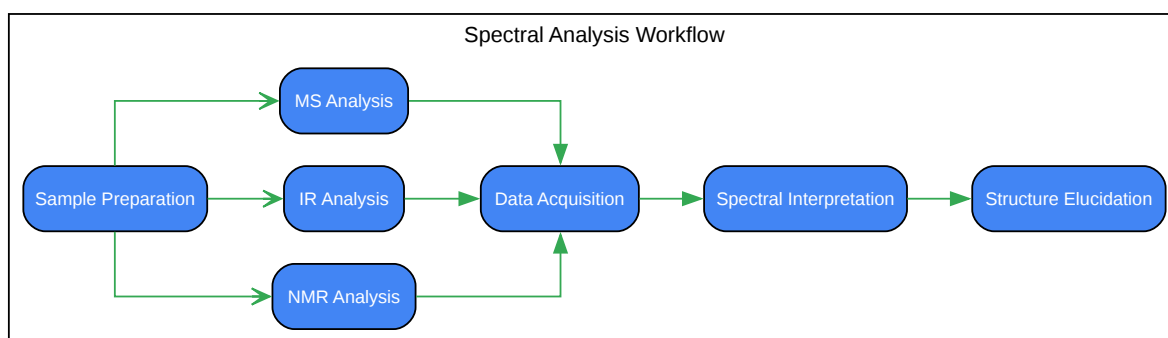 Spectral Analysis Workflow
MS Analysis
Sample Preparation
IR Analysis
Data Acquisition
Spectral Interpretation
Structure Elucidation
NMR Analysis